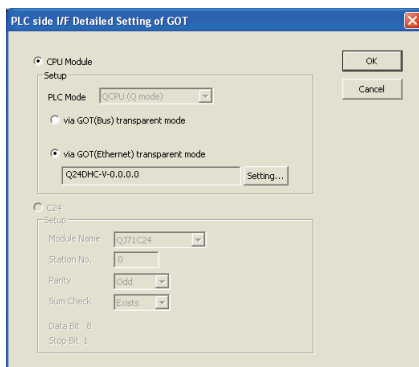 PLC side I/F Detailed Setting of GOT
CPU Module
OK
Setup
Cancel
PLC Mode QCPU (Q mode)
via GOT(Bus) transparent mode
via GOT(Ethernet) transparent mode
Q24DHC-V-0.0.0.0 Setting...
C24
Setup
Module Name QJ71C24
Station No. 0
Parity Odd
Sum Check Exists
Data Bit 8
Stop Bit 1